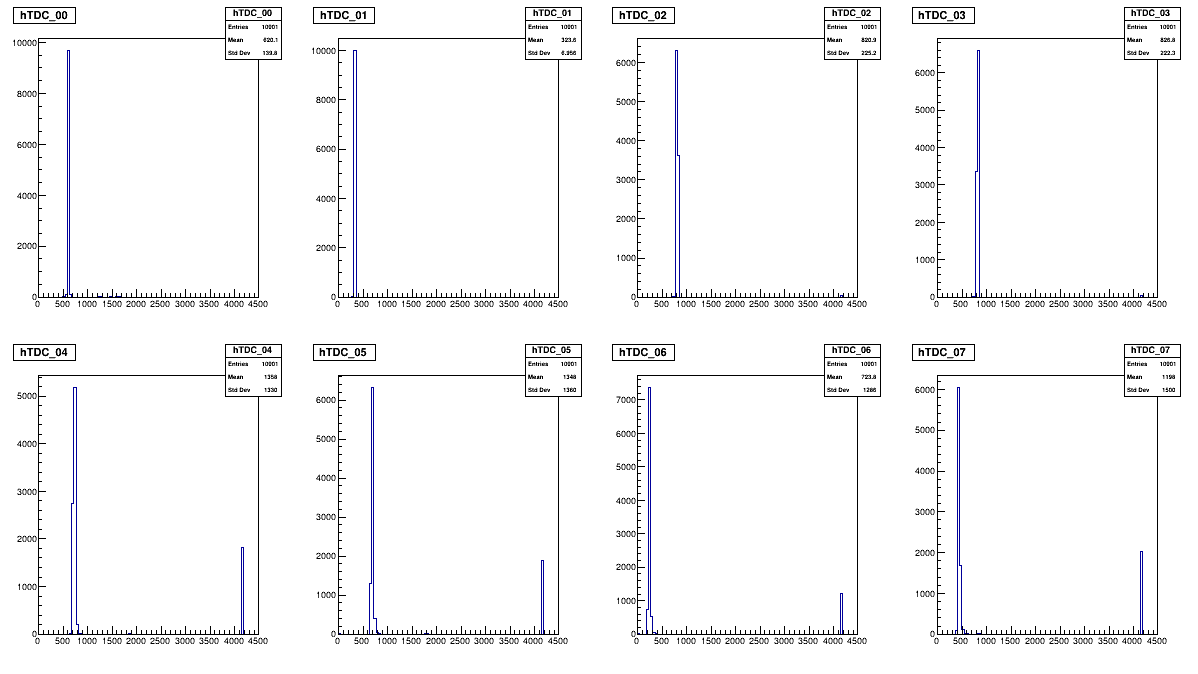 hTDC_00
hTDC_00
Entries 10001
Mean 620.1
Std Dev 139.8
10000
8000
6000
4000
2000
0
0 500 1000 1500 2000 2500 3000 3500 4000 4500
hTDC_01
hTDC_01
Entries 10001
Mean 323.6
Std Dev 6.956
10000
8000
6000
4000
2000
0
0 500 1000 1500 2000 2500 3000 3500 4000 4500
hTDC_02
hTDC_02
Entries 10001
Mean 820.9
Std Dev 225.2
6000
5000
4000
3000
2000
1000
0
0 500 1000 1500 2000 2500 3000 3500 4000 4500
hTDC_03
hTDC_03
Entries 10001
Mean 826.8
Std Dev 222.3
6000
5000
4000
3000
2000
1000
0
0 500 1000 1500 2000 2500 3000 3500 4000 4500
hTDC_04
hTDC_04
Entries 10001
Mean 1358
Std Dev 1330
5000
4000
3000
2000
1000
0
0 500 1000 1500 2000 2500 3000 3500 4000 4500
hTDC_05
hTDC_05
Entries 10001
Mean 1348
Std Dev 1360
6000
5000
4000
3000
2000
1000
0
0 500 1000 1500 2000 2500 3000 3500 4000 4500
hTDC_06
hTDC_06
Entries 10001
Mean 723.8
Std Dev 1286
7000
6000
5000
4000
3000
2000
1000
0
0 500 1000 1500 2000 2500 3000 3500 4000 4500
hTDC_07
hTDC_07
Entries 10001
Mean 1198
Std Dev 1500
6000
5000
4000
3000
2000
1000
0
0 500 1000 1500 2000 2500 3000 3500 4000 4500